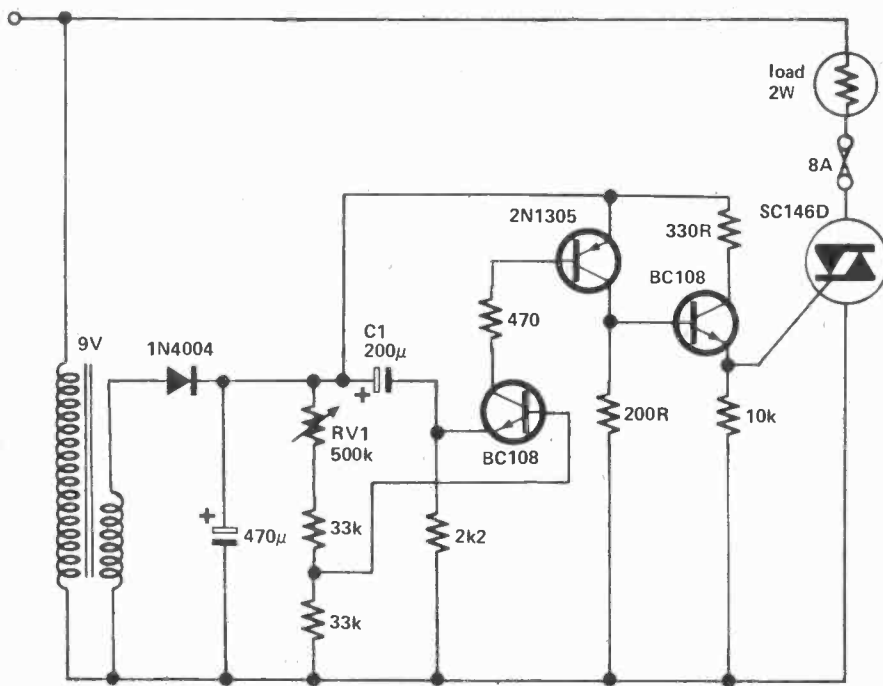 load
2W
8A
2N1305
330R
SC146D
BC108
9V
1N4004
C1
200μ
+
470
RV1
500k
BC108
200R
10k
+
470μ
33k
2k2
33k